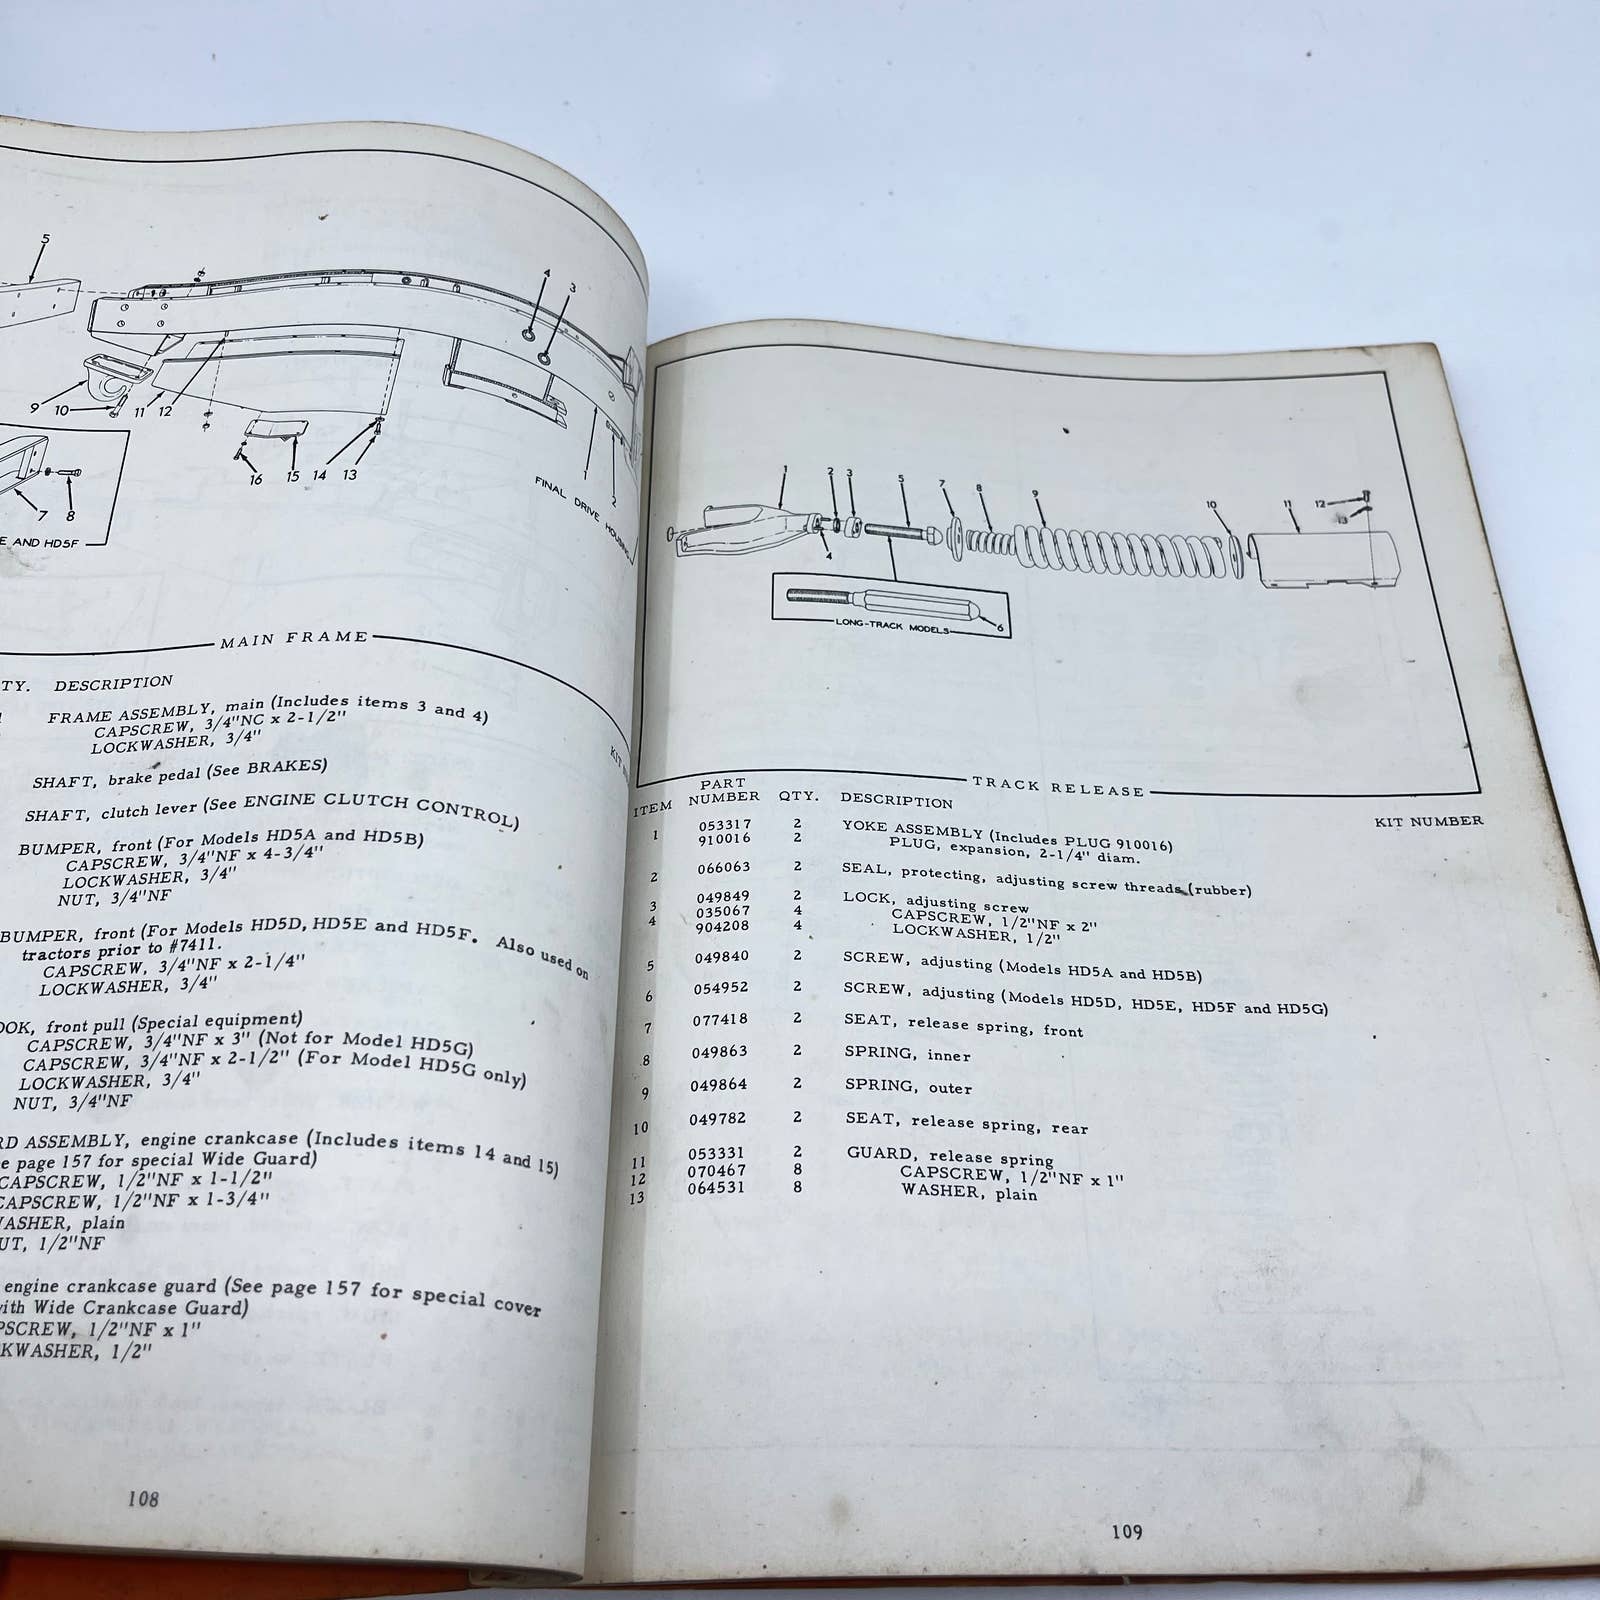 5
4
3
9 10 11 12
16 15 14 13
1
2
FINAL DRIVE HOUSING
7 8
E AND HD5F
MAIN FRAME
TY. DESCRIPTION
KIT
FRAME ASSEMBLY, main (Includes items 3 and 4)
CAPSCREW, 3/4"NC x 2-1/2"
LOCKWASHER, 3/4"
SHAFT, brake pedal (See BRAKES)
SHAFT, clutch lever (See ENGINE CLUTCH CONTROL)
BUMPER, front (For Models HD5A and HD5B)
CAPSCREW, 3/4"NF x 4-3/4"
LOCKWASHER, 3/4"
NUT, 3/4"NF
BUMPER, front (For Models HD5D, HD5E and HD5F. Also used on
tractors prior to #7411.
CAPSCREW, 3/4"NF x 2-1/4"
LOCKWASHER, 3/4"
OOK, front pull (Special equipment)
CAPSCREW, 3/4"NF x 3" (Not for Model HD5G)
CAPSCREW, 3/4"NF x 2-1/2" (For Model HD5G only)
LOCKWASHER, 3/4"
NUT, 3/4"NF
RD ASSEMBLY, engine crankcase (Includes items 14 and 15)
e page 157 for special Wide Guard)
CAPSCREW, 1/2"NF x 1-1/2"
CAPSCREW, 1/2"NF x 1-3/4"
WASHER, plain
UT, 1/2"NF
engine crankcase guard (See page 157 for special cover
with Wide Crankcase Guard)
PSCREW, 1/2"NF x 1"
KWASHER, 1/2"
108
1 2 3 5 7 8 9 10 11 12
13
4
LONG-TRACK MODELS 6
TRACK RELEASE
ITEM PART NUMBER QTY. DESCRIPTION KIT NUMBER
1 053317 2 YOKE ASSEMBLY (Includes PLUG 910016)
910016 2 PLUG, expansion, 2-1/4" diam.
2 066063 2 SEAL, protecting, adjusting screw threads (rubber)
3 049849 2 LOCK, adjusting screw
4 035067 4 CAPSCREW, 1/2"NF x 2"
904208 4 LOCKWASHER, 1/2"
5 049840 2 SCREW, adjusting (Models HD5A and HD5B)
6 054952 2 SCREW, adjusting (Models HD5D, HD5E, HD5F and HD5G)
7 077418 2 SEAT, release spring, front
8 049863 2 SPRING, inner
9 049864 2 SPRING, outer
10 049782 2 SEAT, release spring, rear
11 053331 2 GUARD, release spring
12 070467 8 CAPSCREW, 1/2"NF x 1"
13 064531 8 WASHER, plain
109